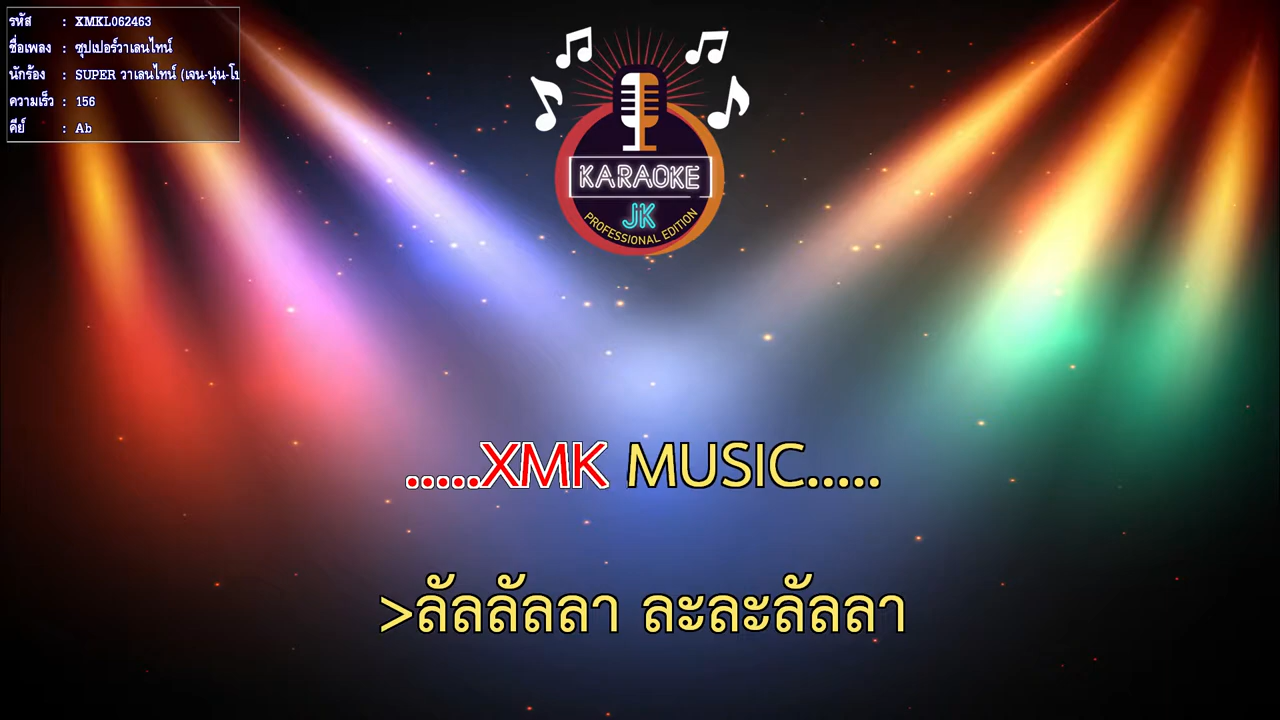 รหัส : XMKL062463
ชื่อเพลง : ซุปเปอร์วาเลนไทน์
นักร้อง : SUPER วาเลนไทน์ (เจน-นุ่น-โบ
ความเร็ว : 156
คีย์ : Ab
KARAOKE
JK
PROFESSIONAL EDITION
.....XMK MUSIC.....
>ลัลลัลลา ละละลัลลา